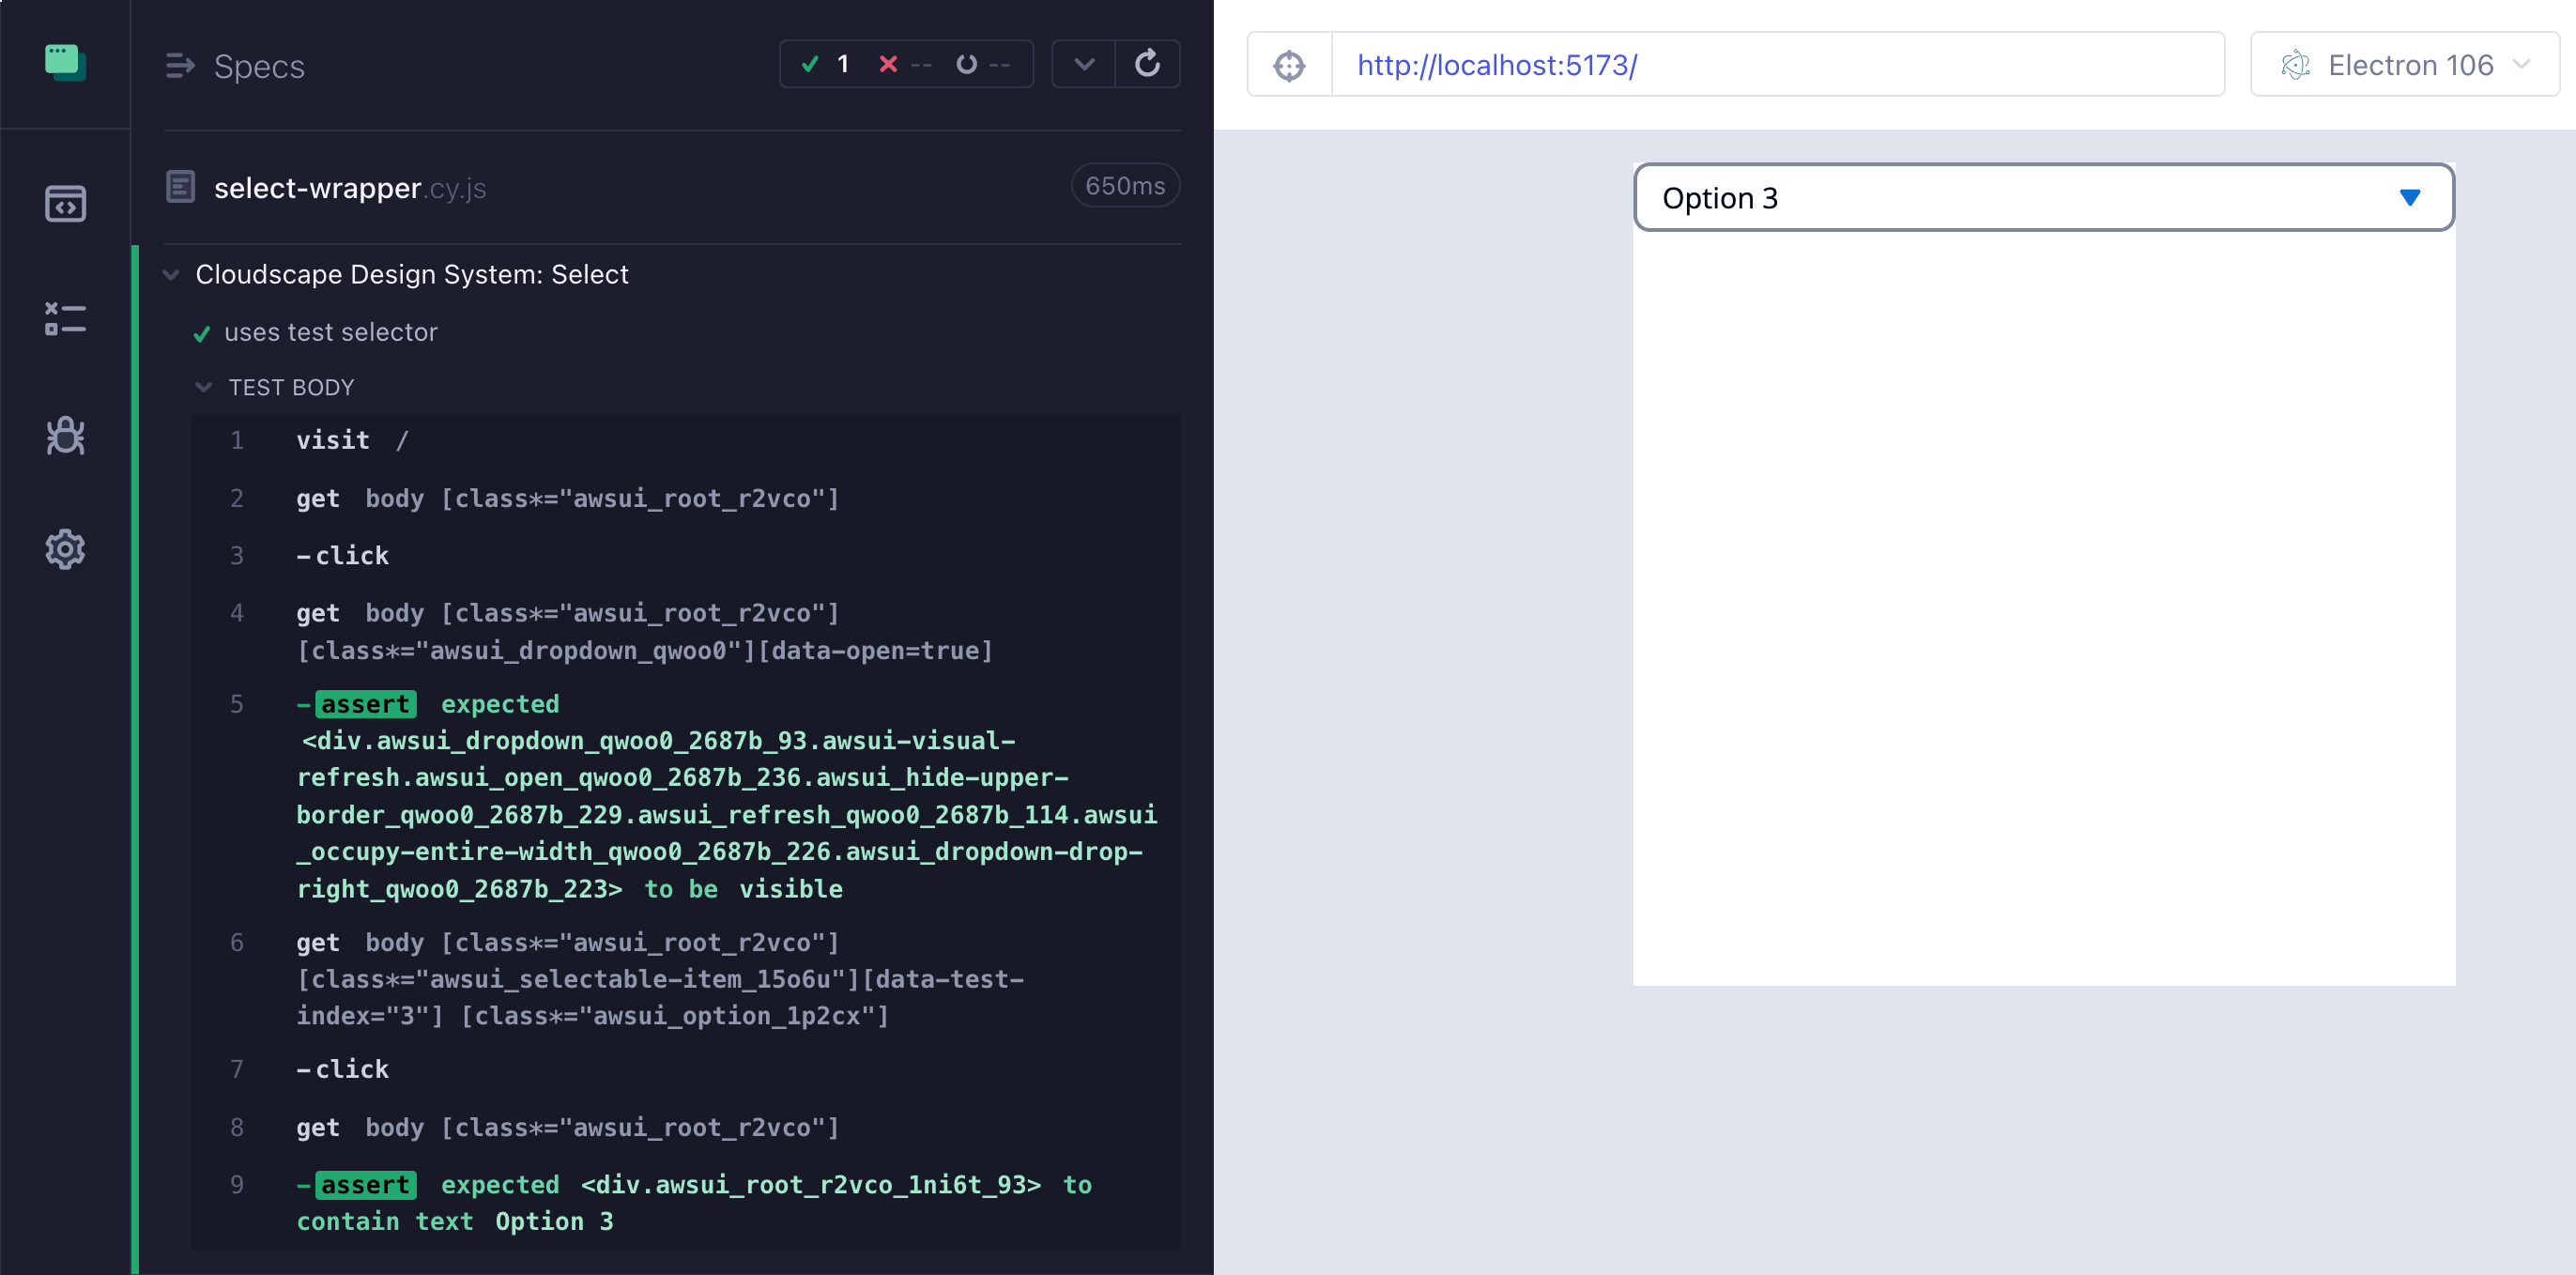 Specs
1 -- --
http://localhost:5173/
Electron 106
select-wrapper.cy.js
650ms
Cloudscape Design System: Select
uses test selector
TEST BODY
1 visit /
2 get body [class*="awsui_root_r2vco"]
3 -click
4 get body [class*="awsui_root_r2vco"]
[class*="awsui_dropdown_qwoo0"][data-open=true]
5 -assert expected
<div.awsui_dropdown_qwoo0_2687b_93.awsui-visual-
refresh.awsui_open_qwoo0_2687b_236.awsui_hide-upper-
border_qwoo0_2687b_229.awsui_refresh_qwoo0_2687b_114.awsui
_occupy-entire-width_qwoo0_2687b_226.awsui_dropdown-drop-
right_qwoo0_2687b_223> to be visible
6 get body [class*="awsui_root_r2vco"]
[class*="awsui_selectable-item_15o6u"][data-test-
index="3"] [class*="awsui_option_1p2cx"]
7 -click
8 get body [class*="awsui_root_r2vco"]
9 -assert expected <div.awsui_root_r2vco_1ni6t_93> to
contain text Option 3
Option 3